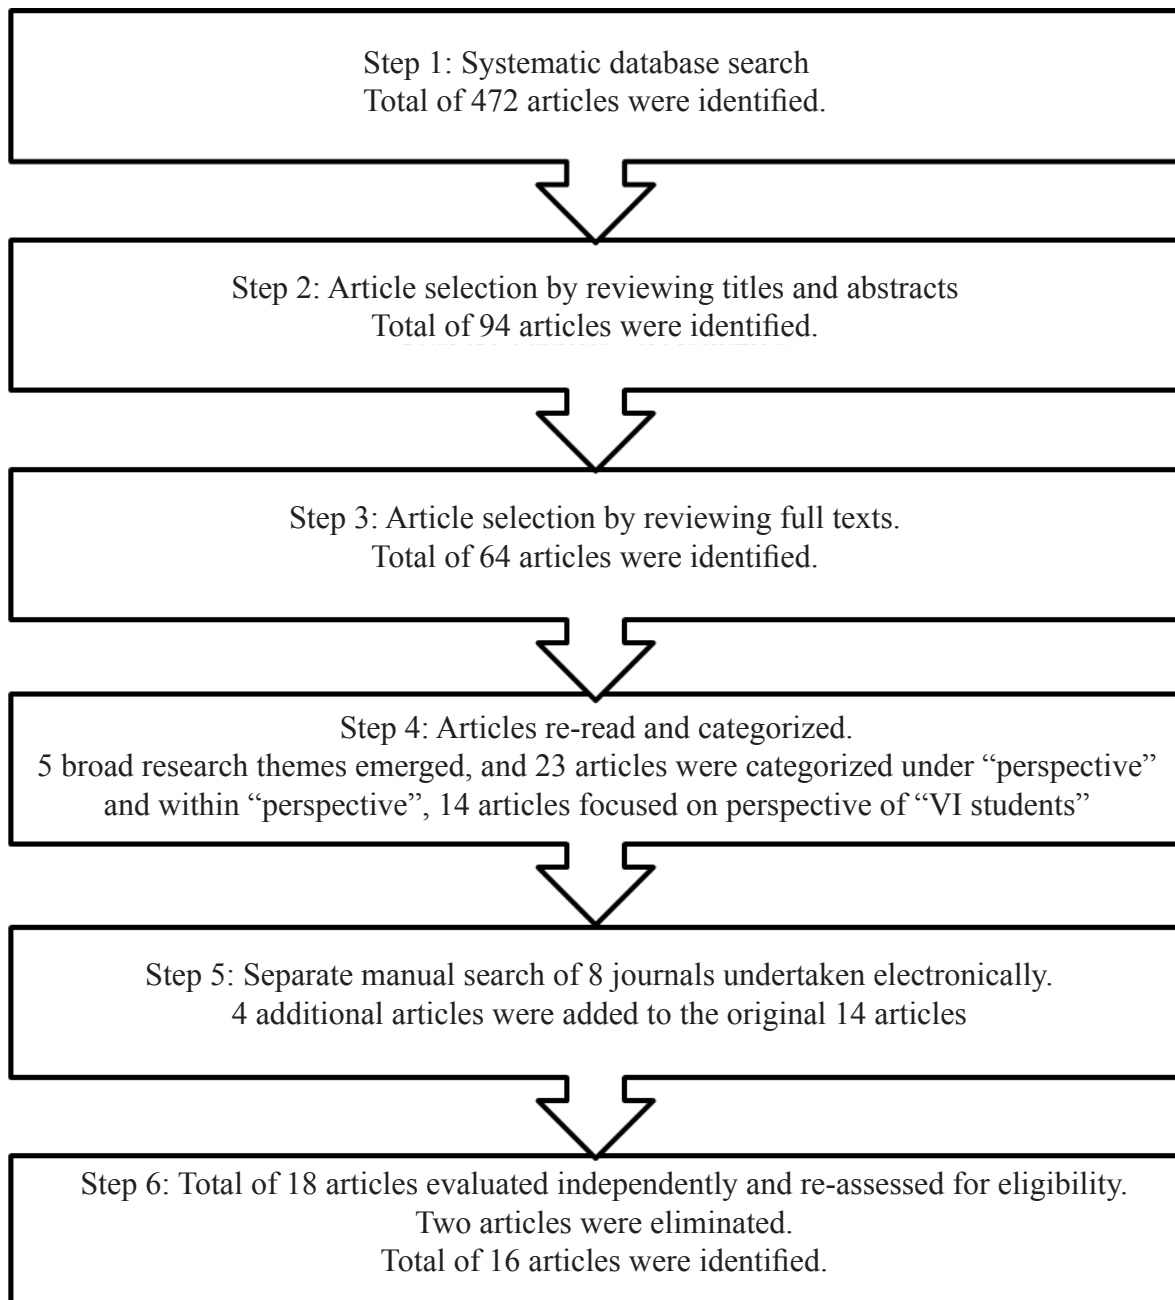 Step 1: Systematic database search
Total of 472 articles were identified.
Step 2: Article selection by reviewing titles and abstracts
Total of 94 articles were identified.
Step 3: Article selection by reviewing full texts.
Total of 64 articles were identified.
Step 4: Articles re-read and categorized.
5 broad research themes emerged, and 23 articles were categorized under “perspective”
and within “perspective”, 14 articles focused on perspective of “VI students”
Step 5: Separate manual search of 8 journals undertaken electronically.
4 additional articles were added to the original 14 articles
Step 6: Total of 18 articles evaluated independently and re-assessed for eligibility.
Two articles were eliminated.
Total of 16 articles were identified.